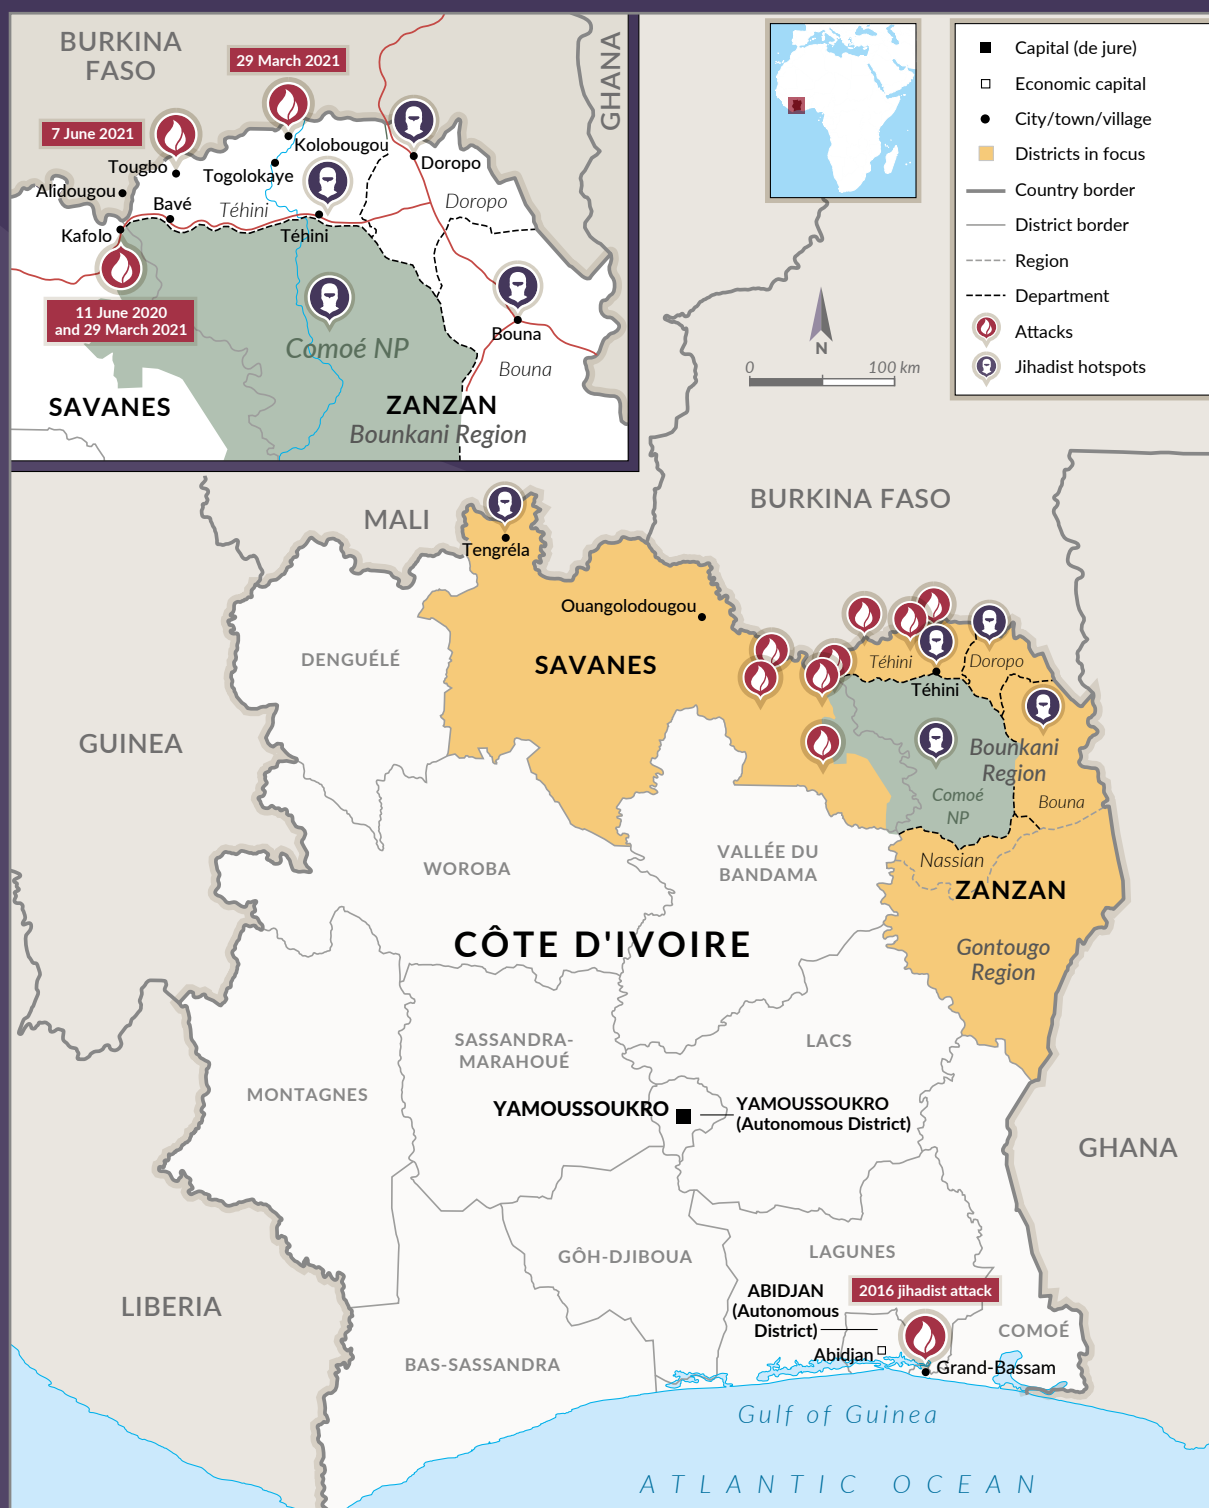 BURKINA
FASO
GHANA
29 March 2021
7 June 2021
Kolobougou
Tougbo
Togolokaye
Doropo
Alidougou
Bavé
Téhini
Doropo
Kafolo
Téhini
11 June 2020
and 29 March 2021
Bouna
Comoé NP
Bouna
SAVANES
ZANZAN
Bounkani Region
Capital (de jure)
Economic capital
City/town/village
Districts in focus
Country border
District border
Region
Department
Attacks
Jihadist hotspots
N
0
100 km
MALI
BURKINA FASO
Tengréla
Ouangolodougou
DENGUÉLÉ
SAVANES
Téhini
Doropo
Téhini
GUINEA
Bounkani
Region
Comoé
NP
Bouna
WOROBA
VALLÉE DU
BANDAMA
Nassian
ZANZAN
CÔTE D'IVOIRE
Gontougo
Region
SASSANDRA-
MARAHOUÉ
LACS
MONTAGNES
YAMOUSSOUKRO
YAMOUSSOUKRO
(Autonomous District)
GHANA
GÔH-DJIBOUA
LAGUNES
LIBERIA
ABIDJAN
(Autonomous
District)
2016 jihadist attack
COMOÉ
Abidjan
BAS-SASSANDRA
Grand-Bassam
Gulf of Guinea
ATLANTIC OCEAN